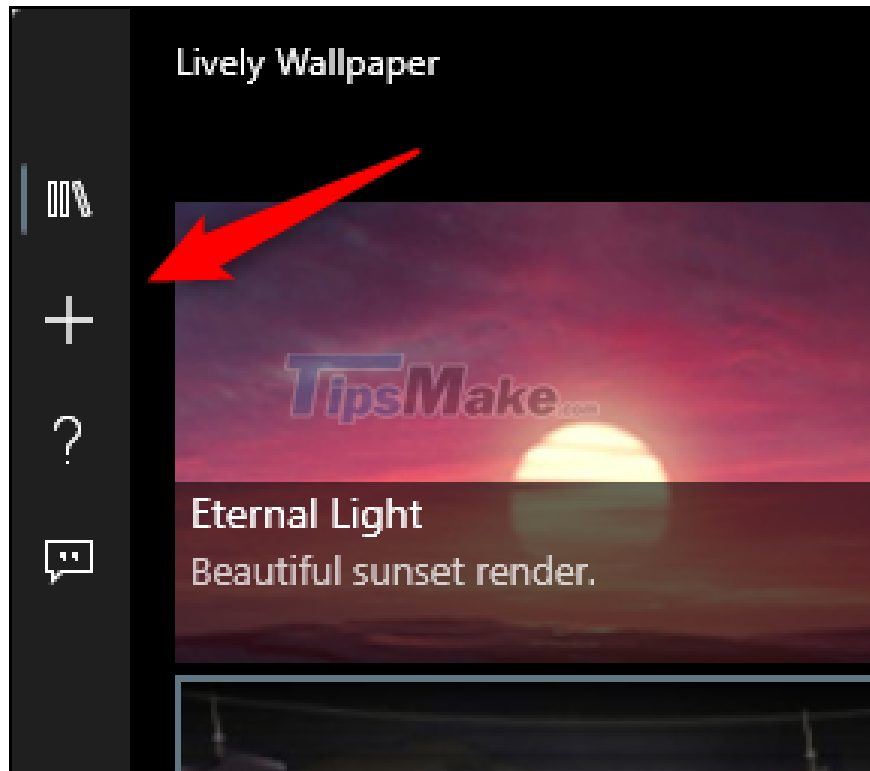 Lively Wallpaper
TipsMake.com
Eternal Light
Beautiful sunset render.